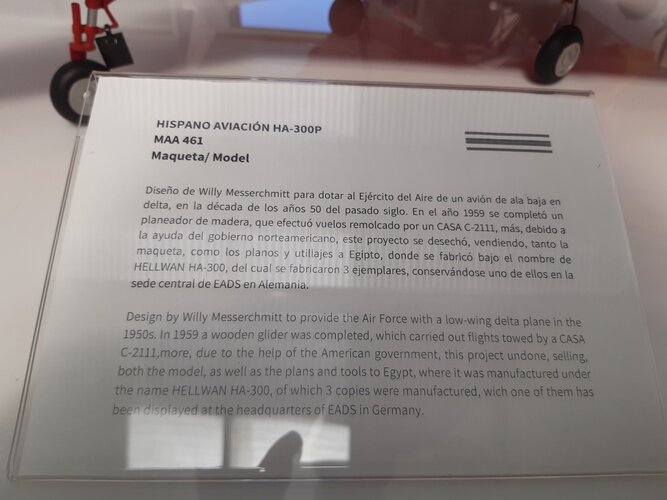 HISPANO AVIACIÓN HA-300P
MAA 461
Maqueta/ Model
Diseño de Willy Messerchmitt para dotar al Ejército del Aire de un avión de ala baja en
delta, en la década de los años 50 del pasado siglo. En el año 1959 se completó un
planeador de madera, que efectuó vuelos remolcado por un CASA C-2111, más, debido a
la ayuda del gobierno norteamericano, este proyecto se desechó, vendiendo, tanto la
maqueta, como los planos y utillajes a Egipto, donde se fabricó bajo el nombre de
HELLWAN HA-300, del cual se fabricaron 3 ejemplares, conservándose uno de ellos en la
sede central de EADS en Alemania.
Design by Willy Messerchmitt to provide the Air Force with a low-wing delta plane in the
1950s. In 1959 a wooden glider was completed, which carried out flights towed by a CASA
C-2111,more, due to the help of the American government, this project undone, selling,
both the model, as well as the plans and tools to Egypt, where it was manufactured under
the name HELLWAN HA-300, of which 3 copies were manufactured, wich one of them has
been displayed at the headquarters of EADS in Germany.